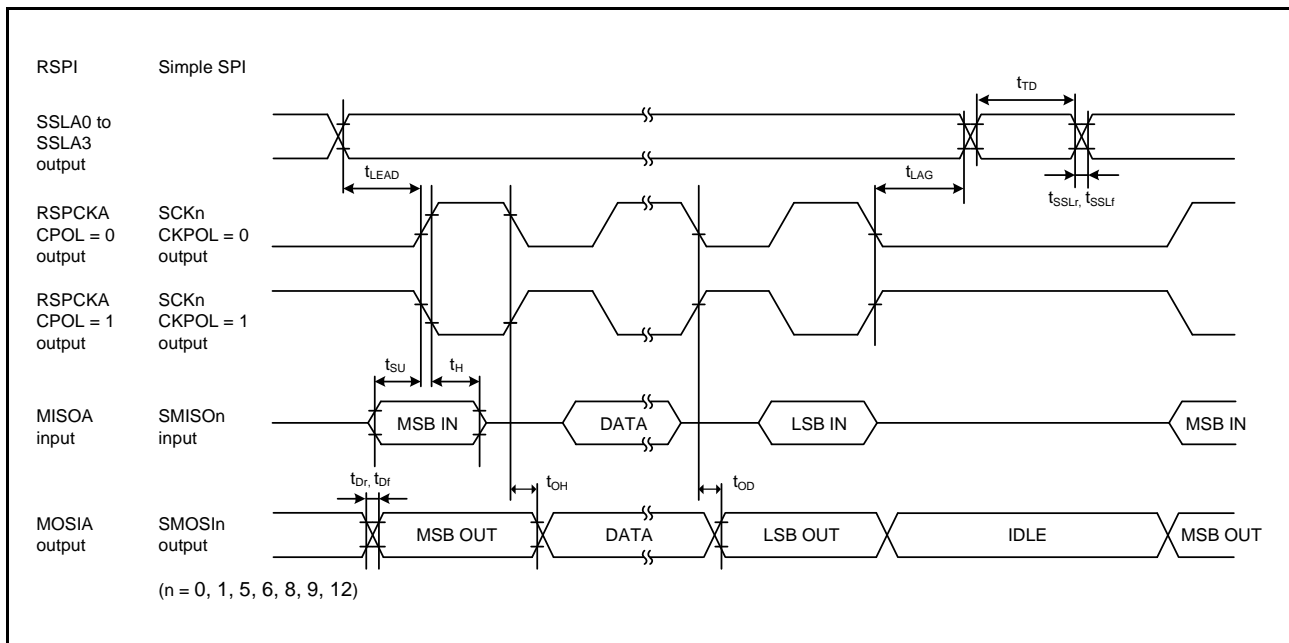 RSPI Simple SPI
tTD
SSLA0 to
SSLA3
output
tLEAD
tLAG
tSSLr, tSSLf
RSPCKA SCKn
CPOL = 0 CKPOL = 0
output output
RSPCKA SCKn
CPOL = 1 CKPOL = 1
output output
tSU tH
MISOA SMISOn
input input
MSB IN DATA LSB IN MSB IN
tDr, tDf tOH tOD
MOSIA SMOSIn
output output
MSB OUT DATA LSB OUT IDLE MSB OUT
(n = 0, 1, 5, 6, 8, 9, 12)